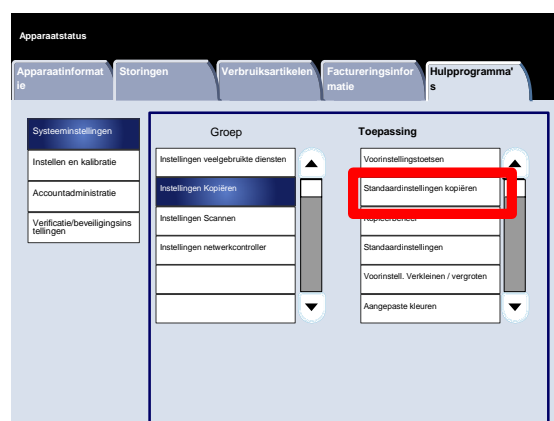 Apparaatstatus
Apparaatinformat
ie
Storingen
Verbruiksartikelen
Factureringsinfor
matie
Hulpprogramma'
s
Systeeminstellingen
Instellen en kalibratie
Accountadministratie
Verificatie/beveiligingsins
tellingen
Groep
Instellingen veelgebruikte diensten
Instellingen Kopiëren
Instellingen Scannen
Instellingen netwerkcontroller
Toepassing
Voorinstellingstoetsen
Standaardinstellingen kopiëren
Kopieerbeheer
Standaardinstellingen
Voorinstell. Verkleinen / vergroten
Aangepaste kleuren